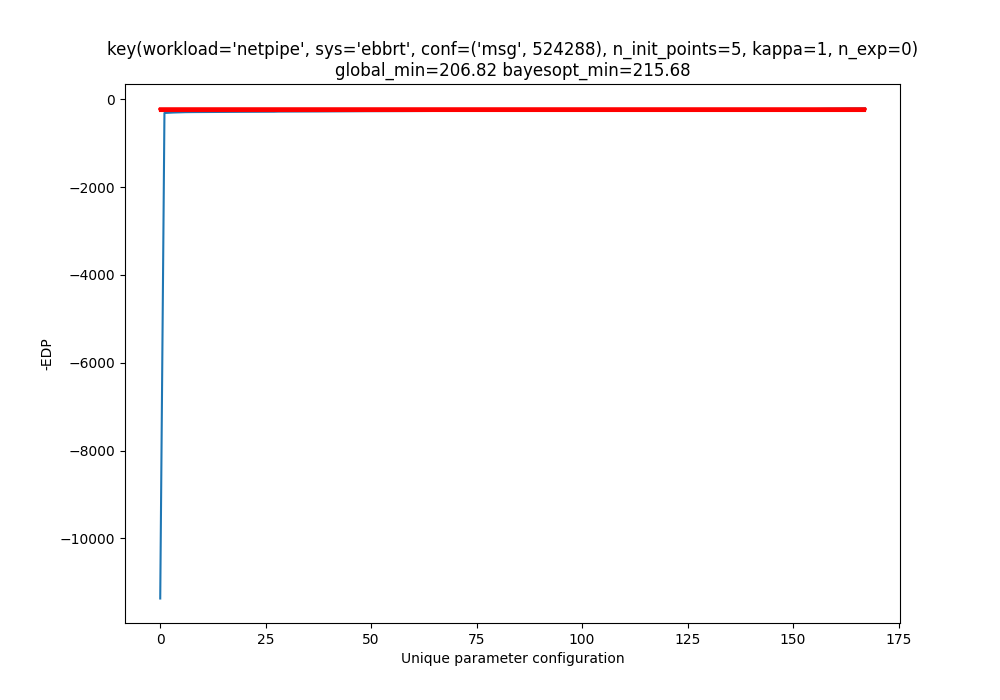 key(workload='netpipe', sys='ebbrt', conf=('msg', 524288), n_init_points=5, kappa=1, n_exp=0)
global_min=206.82 bayesopt_min=215.68
0
−2000
−4000
−6000
−8000
−10000
-EDP
0 25 50 75 100 125 150 175
Unique parameter configuration